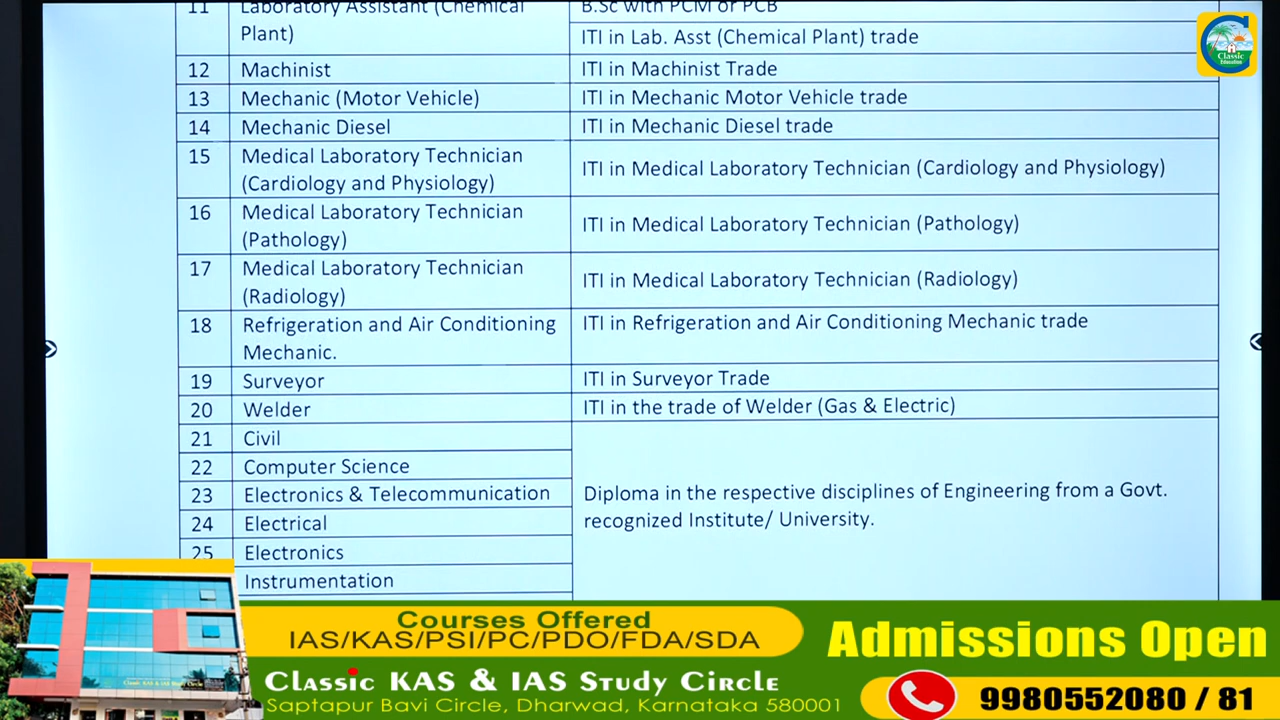 11 Laboratory Assistant (Chemical B.Sc with PCM or PCB
Plant) ITI in Lab. Asst (Chemical Plant) trade
12 Machinist ITI in Machinist Trade
13 Mechanic (Motor Vehicle) ITI in Mechanic Motor Vehicle trade
14 Mechanic Diesel ITI in Mechanic Diesel trade
15 Medical Laboratory Technician
(Cardiology and Physiology) ITI in Medical Laboratory Technician (Cardiology and Physiology)
16 Medical Laboratory Technician
(Pathology) ITI in Medical Laboratory Technician (Pathology)
17 Medical Laboratory Technician
(Radiology) ITI in Medical Laboratory Technician (Radiology)
18 Refrigeration and Air Conditioning ITI in Refrigeration and Air Conditioning Mechanic trade
Mechanic.
19 Surveyor ITI in Surveyor Trade
20 Welder ITI in the trade of Welder (Gas & Electric)
21 Civil
22 Computer Science
23 Electronics & Telecommunication Diploma in the respective disciplines of Engineering from a Govt.
24 Electrical recognized Institute/ University.
25 Electronics
Instrumentation
Classic
Education
Courses Offered
IAS/KAS/PSI/PC/PDO/FDA/SDA
Classic KAS & IAS Study Circle
Saptapur Bavi Circle, Dharwad, Karnataka 580001
Admissions Open
9980552080 / 81
Classic KAS & IAS Study Circle